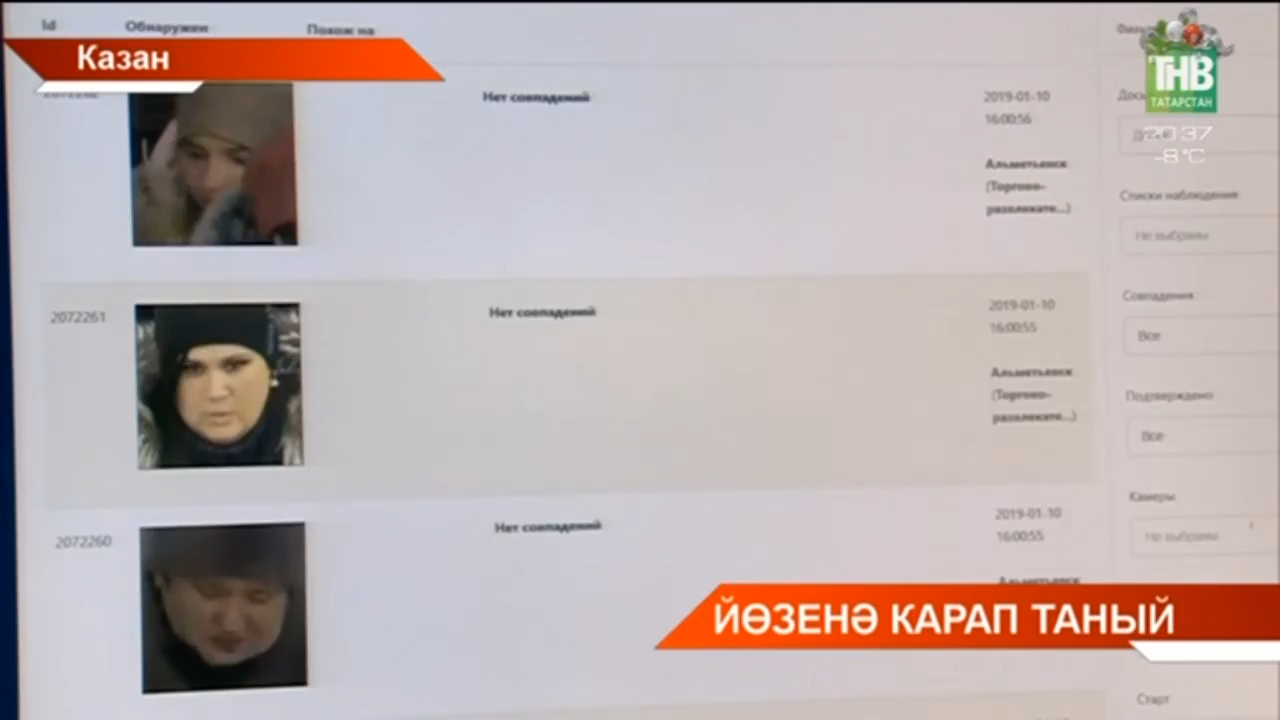 Id Обнаружен Похож на
Казан
ТНВ
ТАТАРСТАН
20:37
-8°C
Нет совпадений
2019-01-10
16:00:56
Альметьевск
(Торгово-
развлекате...)
Списки наблюдение
Не выбраны
2072261
Нет совпадений
2019-01-10
16:00:55
Альметьевск
(Торгово-
развлекате...)
Совпадения
Все
Подтверждено
Все
2072260
Нет совпадений
2019-01-10
16:00:55
Альметьевск
Камеры
Не выбраны
ЙӨЗЕНӘ КАРАП ТАНЫЙ
Старт